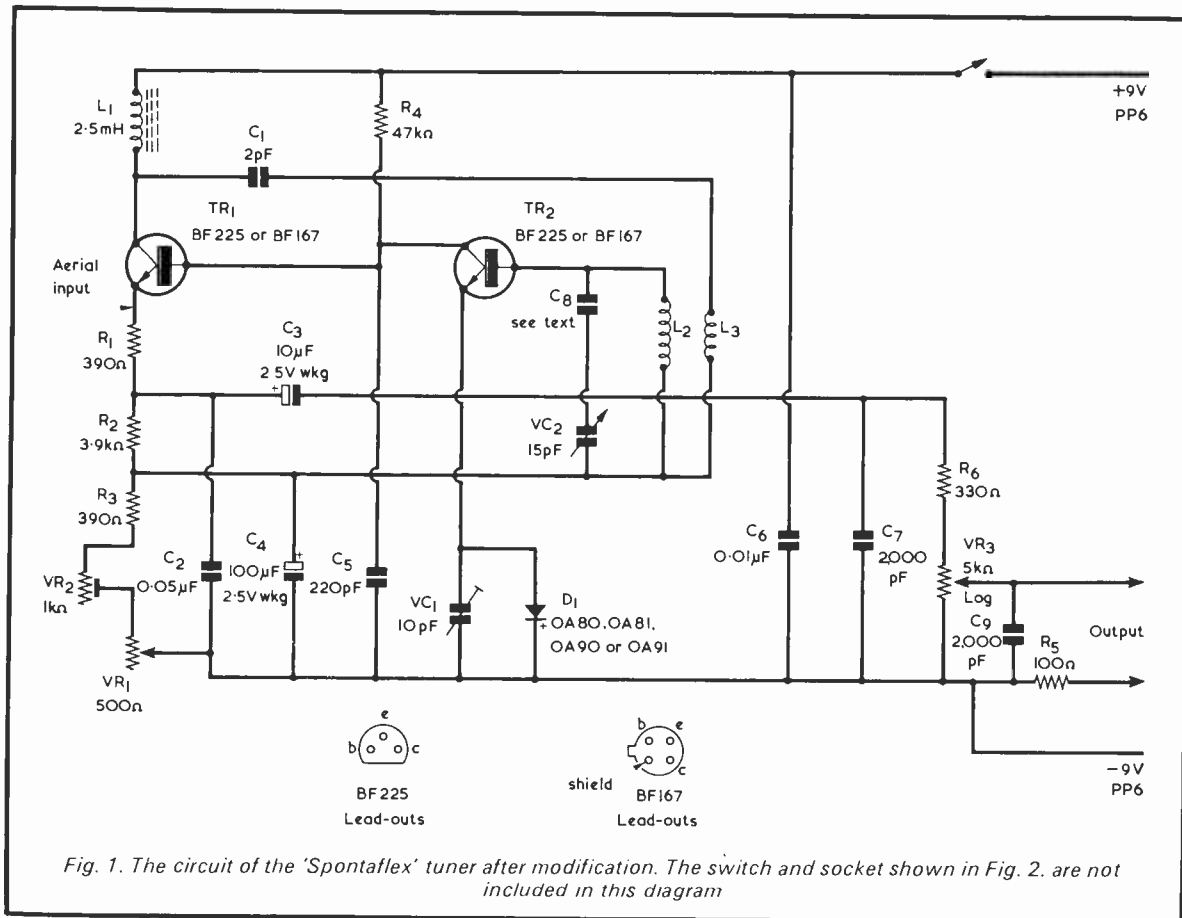 L1
2·5mH
R4
47kΩ
+9V
PP6
C1
2pF
TR1
BF225 or BF167
TR2
BF225 or BF167
Aerial
input
C8
see text
L2
L3
R1
390Ω
C3
10µF
2·5V wkg
+
R2
3·9kΩ
VC2
15pF
R3
390Ω
R6
330Ω
C2
0·05µF
C4
100µF
2·5V wkg
+
C5
220pF
C6
0·01µF
C7
2,000
pF
VR3
5kΩ
Log
VR2
1kΩ
VC1
10pF
D1
+
OA80,OA81,
OA90 or OA91
C9
2,000
pF
Output
R5
100Ω
VR1
500Ω
e
b
c
BF225
Lead-outs
b
e
c
shield
BF167
Lead-outs
−9V
PP6
Fig. 1. The circuit of the 'Spontaflex' tuner after modification. The switch and socket shown in Fig. 2. are not
included in this diagram